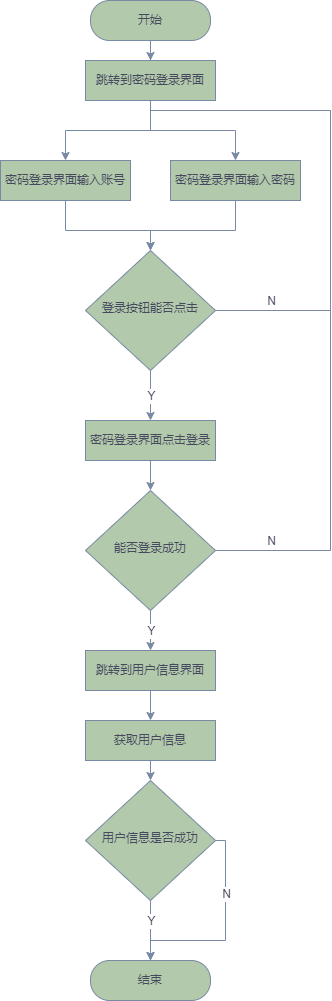 开始
跳转到密码登录界面
密码登录界面输入账号
密码登录界面输入密码
登录按钮能否点击
N
Y
密码登录界面点击登录
能否登录成功
N
Y
跳转到用户信息界面
获取用户信息
用户信息是否成功
N
Y
结束